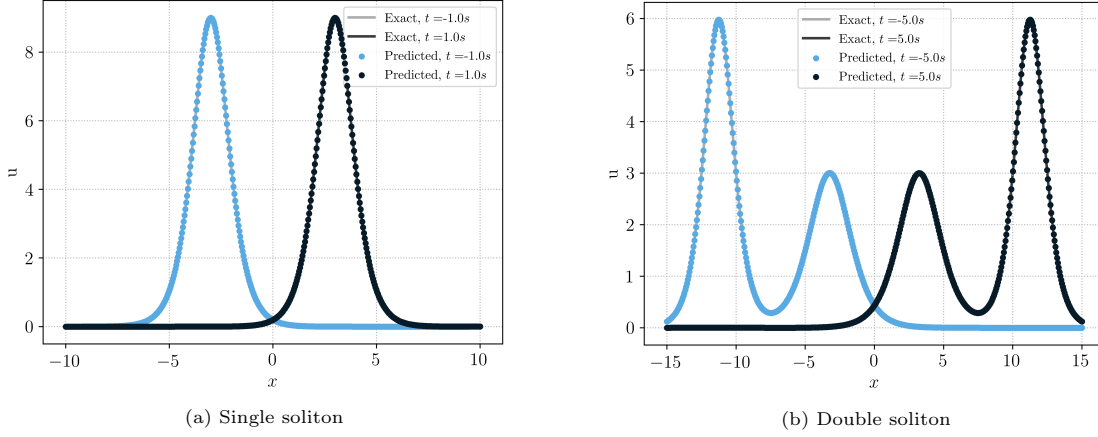 Exact, t =-1.0s
Exact, t =1.0s
Predicted, t =-1.0s
Predicted, t =1.0s
8
6
4
2
0
u
−10
−5
0
5
10
x
(a) Single soliton
Exact, t =-5.0s
Exact, t =5.0s
Predicted, t =-5.0s
Predicted, t =5.0s
6
5
4
3
2
1
0
u
−15
−10
−5
0
5
10
15
x
(b) Double soliton